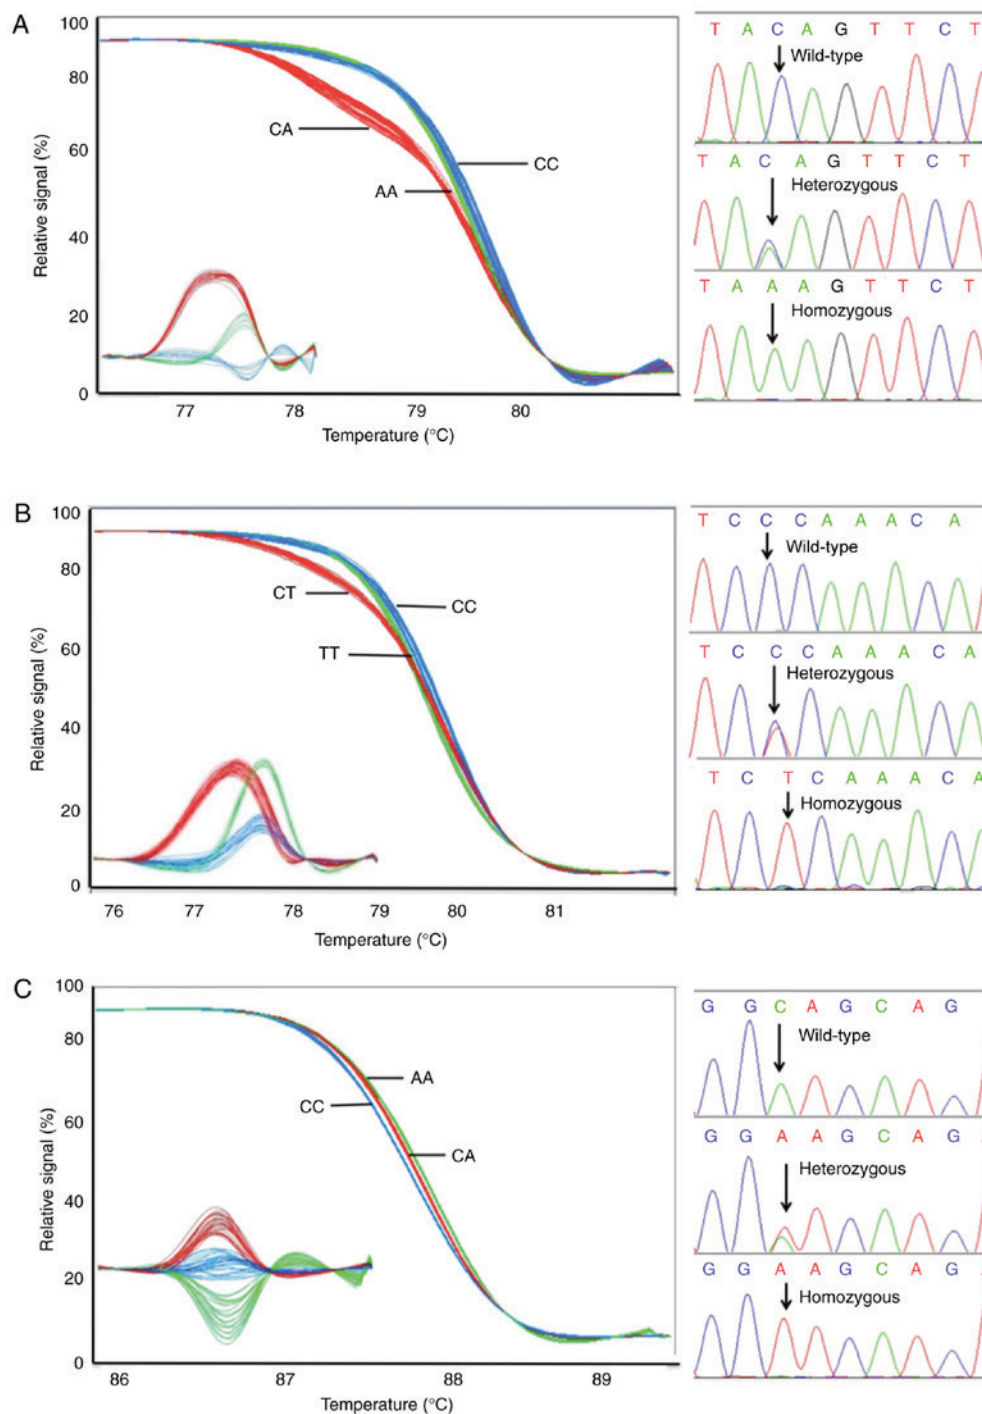 A
100
80
60
40
20
0
Relative signal (%)
CA
AA
CC
77 78 79 80
Temperature (°C)
T A C A G T T C T
Wild-type
T A C A G T T C T
Heterozygous
T A A A G T T C T
Homozygous
B
100
80
60
40
20
0
Relative signal (%)
CT
TT
CC
76 77 78 79 80 81
Temperature (°C)
T C C C A A A C A
Wild-type
T C C C A A A C A
Heterozygous
T C T C A A A C A
Homozygous
C
100
80
60
40
20
0
Relative signal (%)
AA
CC
CA
86 87 88 89
Temperature (°C)
G G C A G C A G
Wild-type
G G A A G C A G
Heterozygous
G G A A G C A G
Homozygous